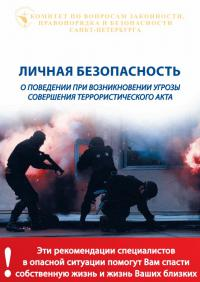 КОМИТЕТ ПО ВОПРОСАМ ЗАКОННОСТИ,
ПРАВОПОРЯДКА И БЕЗОПАСНОСТИ
САНКТ-ПЕТЕРБУРГА
ЛИЧНАЯ БЕЗОПАСНОСТЬ
О ПОВЕДЕНИИ ПРИ ВОЗНИКНОВЕНИИ УГРОЗЫ
СОВЕРШЕНИЯ ТЕРРОРИСТИЧЕСКОГО АКТА
! Эти рекомендации специалистов
в опасной ситуации помогут Вам спасти
собственную жизнь и жизнь Ваших близких